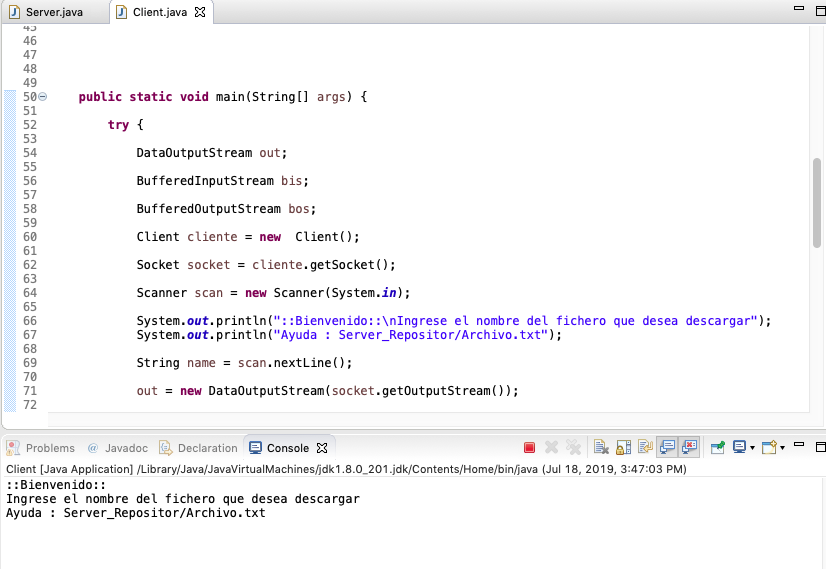 Server.java
Client.java
45
46
47
48
49
50 public static void main(String[] args) {
51
52 try {
53
54 DataOutputStream out;
55
56 BufferedInputStream bis;
57
58 BufferedOutputStream bos;
59
60 Client cliente = new  Client();
61
62 Socket socket = cliente.getSocket();
63
64 Scanner scan = new Scanner(System.in);
65
66 System.out.println("::Bienvenido::\nIngrese el nombre del fichero que desea descargar");
67 System.out.println("Ayuda : Server_Repositor/Archivo.txt");
68
69 String name = scan.nextLine();
70
71 out = new DataOutputStream(socket.getOutputStream());
72
Problems @ Javadoc Declaration Console
Client [Java Application] /Library/Java/JavaVirtualMachines/jdk1.8.0_201.jdk/Contents/Home/bin/java (Jul 18, 2019, 3:47:03 PM)
::Bienvenido::
Ingrese el nombre del fichero que desea descargar
Ayuda : Server_Repositor/Archivo.txt